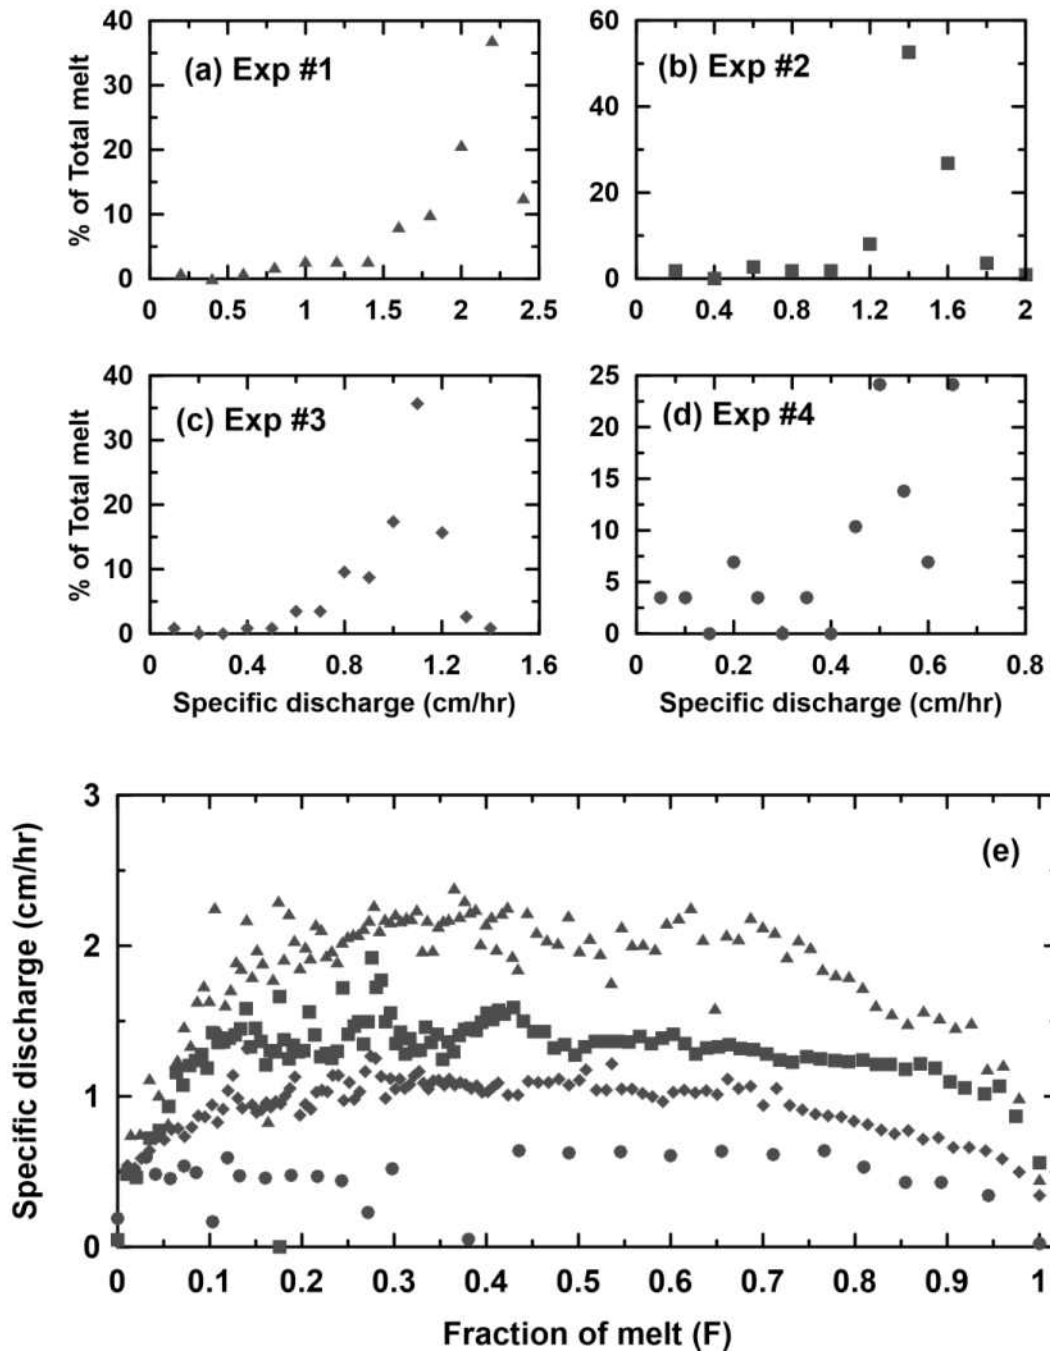 40
30
20
10
0
% of Total melt
(a) Exp #1
0 0.5 1 1.5 2 2.5
60
40
20
0
(b) Exp #2
0 0.4 0.8 1.2 1.6 2
40
30
20
10
0
% of Total melt
(c) Exp #3
0 0.4 0.8 1.2 1.6
Specific discharge (cm/hr)
25
20
15
10
5
0
(d) Exp #4
0.2 0.4 0.6 0.8
Specific discharge (cm/hr)
3
2
1
0
Specific discharge (cm/hr)
(e)
0 0.1 0.2 0.3 0.4 0.5 0.6 0.7 0.8 0.9 1
Fraction of melt (F)